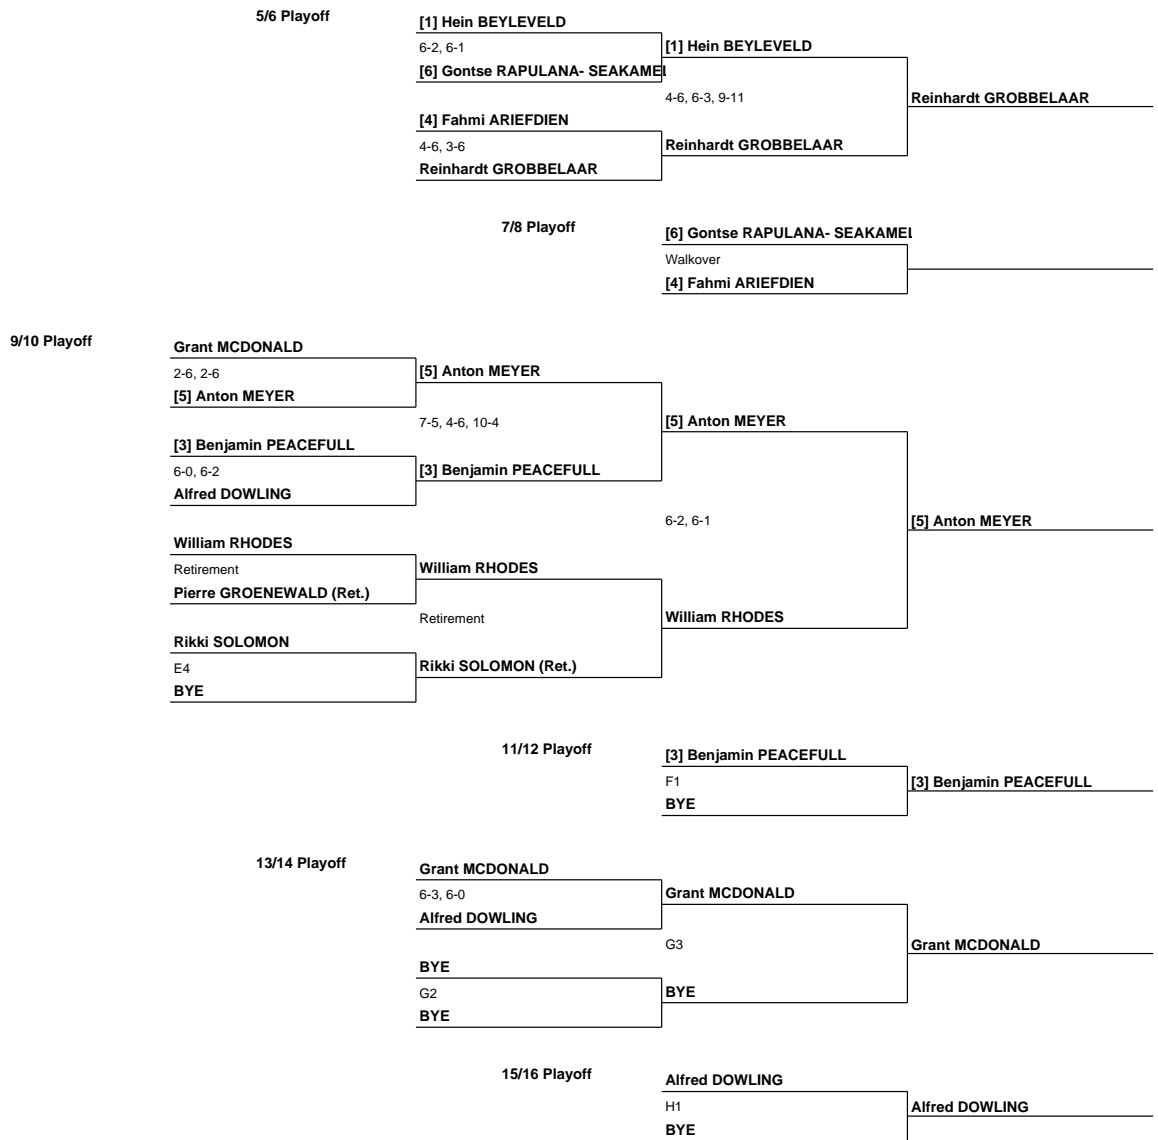 5/6 Playoff
[1] Hein BEYLEVELD
6-2, 6-1
[1] Hein BEYLEVELD
[6] Gontse RAPULANA- SEAKAMEL
4-6, 6-3, 9-11
Reinhardt GROBBELAAR
[4] Fahmi ARIEFDIEN
4-6, 3-6
Reinhardt GROBBELAAR
Reinhardt GROBBELAAR
7/8 Playoff
[6] Gontse RAPULANA- SEAKAMEL
Walkover
[4] Fahmi ARIEFDIEN
9/10 Playoff
Grant MCDONALD
2-6, 2-6
[5] Anton MEYER
[5] Anton MEYER
7-5, 4-6, 10-4
[5] Anton MEYER
[3] Benjamin PEACEFULL
6-0, 6-2
[3] Benjamin PEACEFULL
Alfred DOWLING
6-2, 6-1
[5] Anton MEYER
William RHODES
Retirement
William RHODES
Pierre GROENEWALD (Ret.)
Retirement
William RHODES
Rikki SOLOMON
E4
Rikki SOLOMON (Ret.)
BYE
11/12 Playoff
[3] Benjamin PEACEFULL
F1
[3] Benjamin PEACEFULL
BYE
13/14 Playoff
Grant MCDONALD
6-3, 6-0
Grant MCDONALD
Alfred DOWLING
G3
Grant MCDONALD
BYE
G2
BYE
BYE
15/16 Playoff
Alfred DOWLING
H1
Alfred DOWLING
BYE